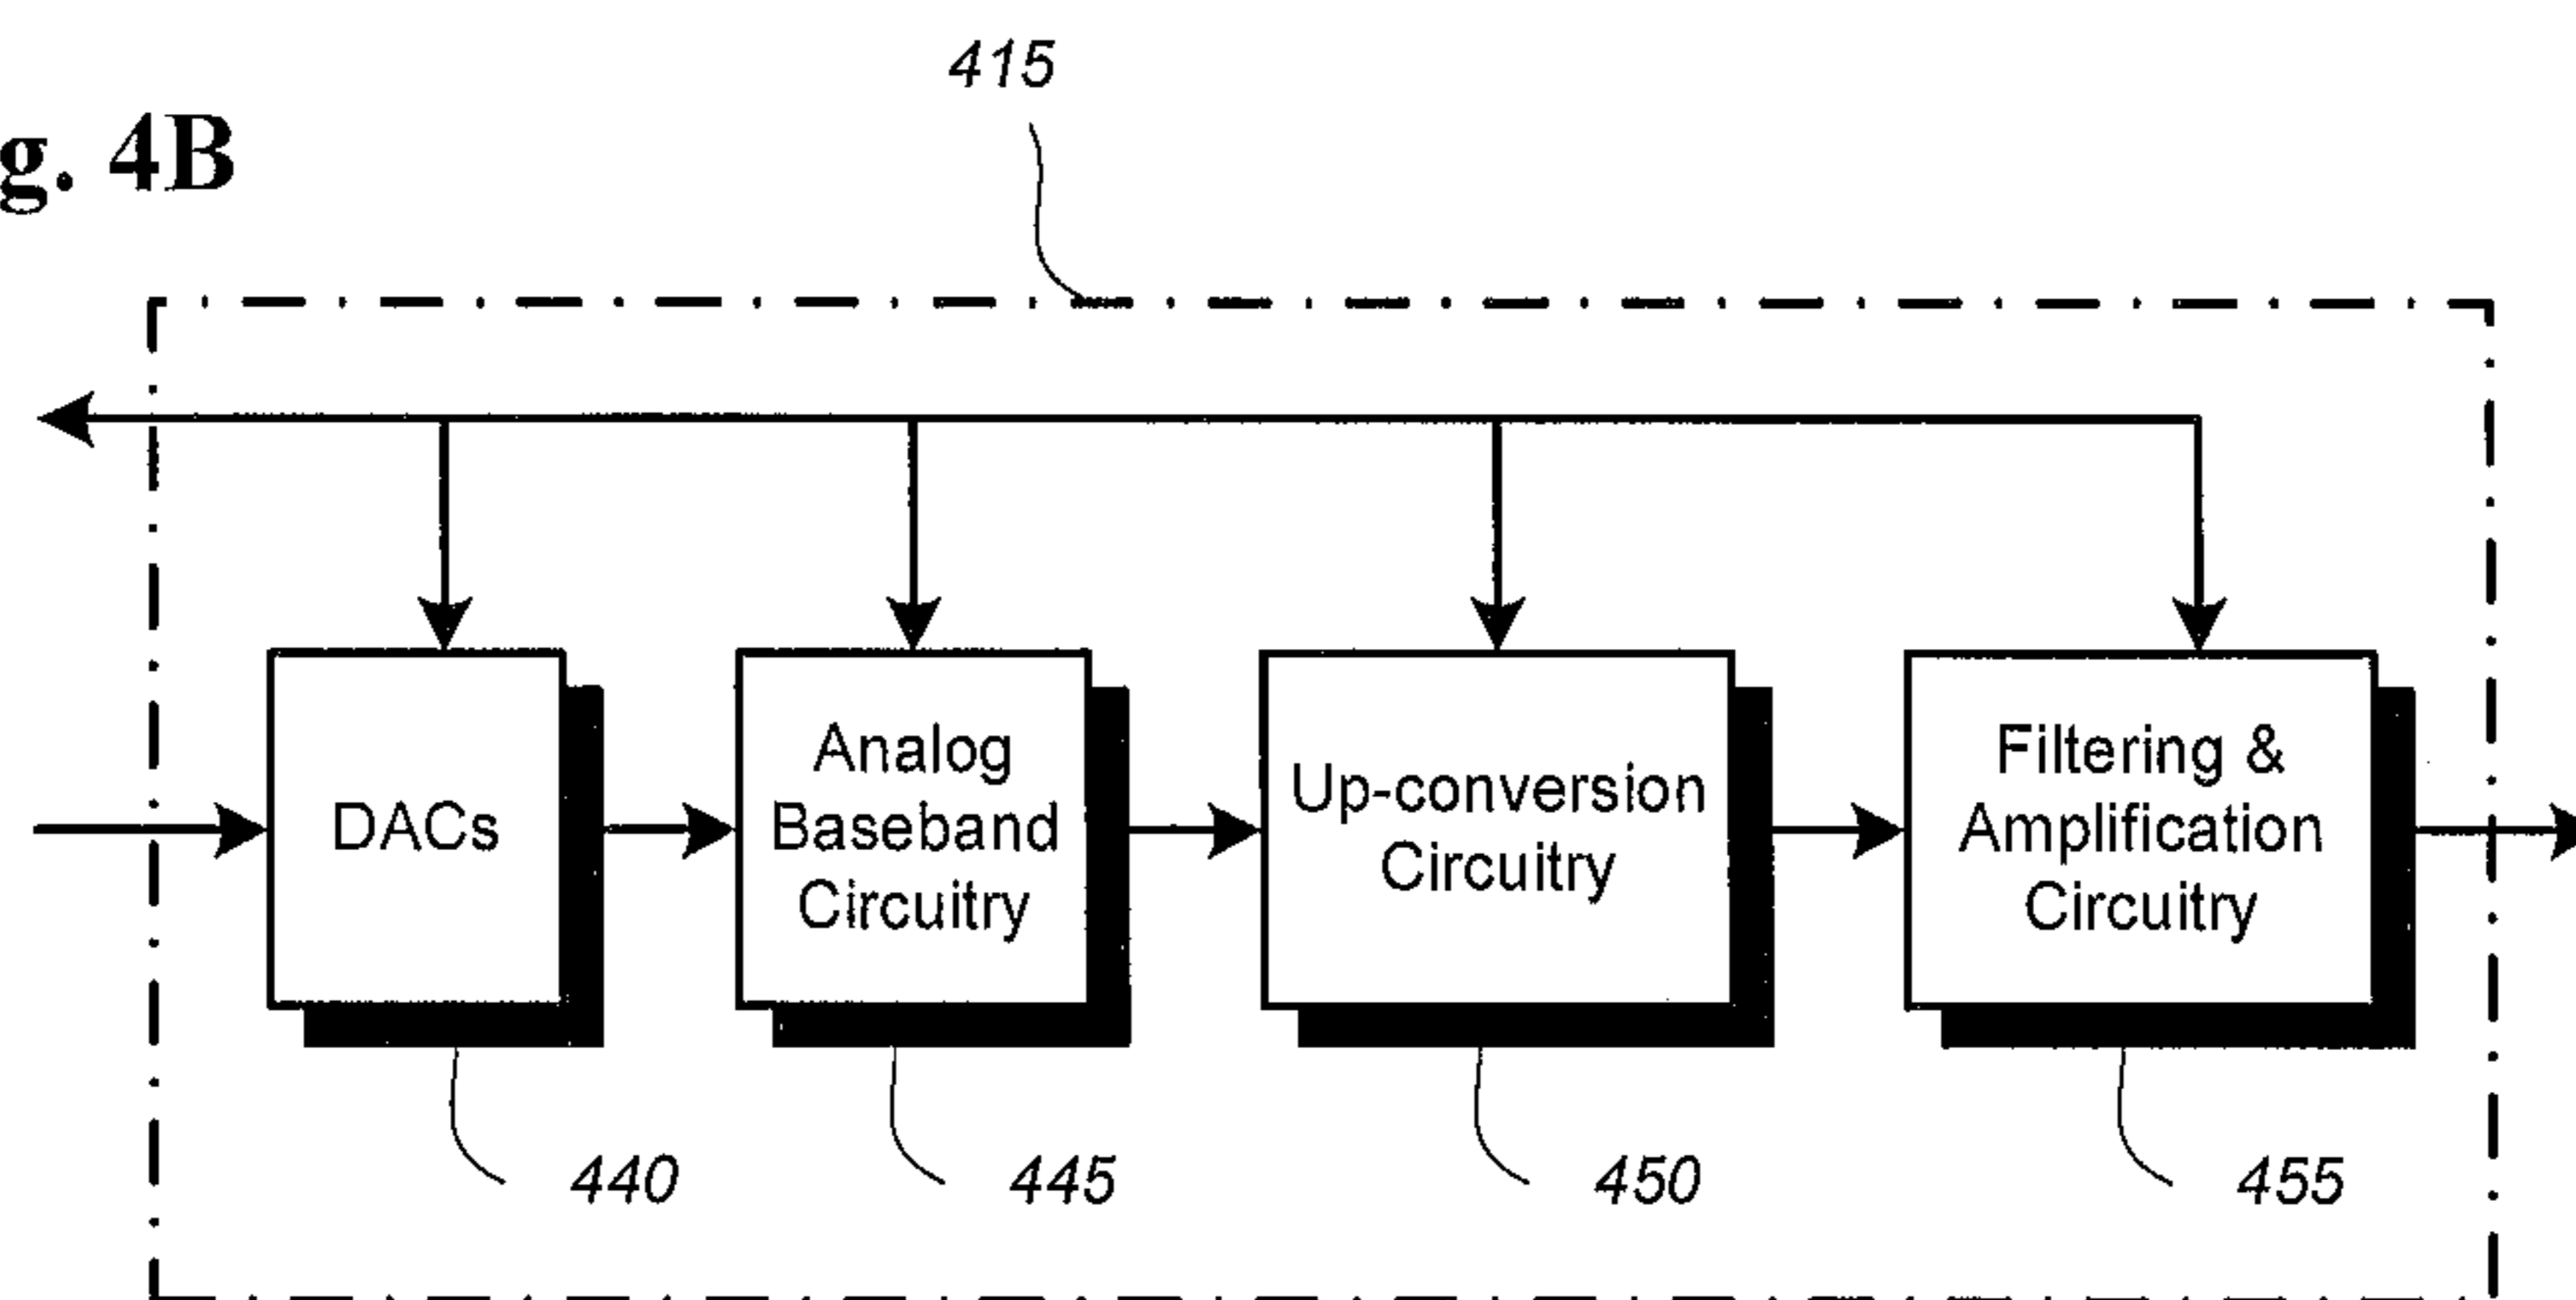 415
g. 4B
DACs
Analog
Baseband
Circuitry
Up-conversion
Circuitry
Filtering &
Amplification
Circuitry
440
445
450
455